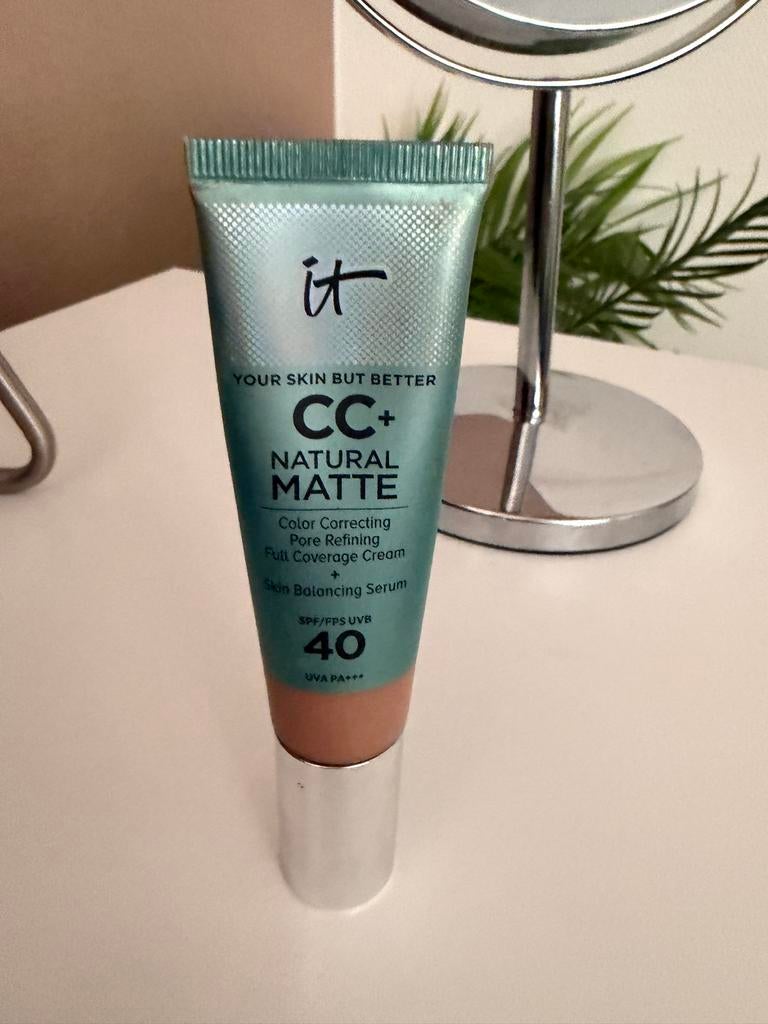 it
YOUR SKIN BUT BETTER
CC+
NATURAL
MATTE
Color Correcting
Pore Refining
Full Coverage Cream
+
Skin Balancing Serum
SPF/FPS UVB
40
UVA PA+++